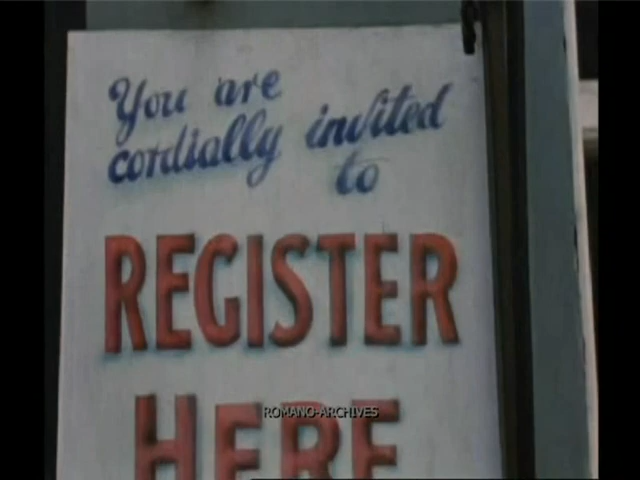 You are
cordially invited
to
REGISTER
HERE
ROMANO-ARCHIVES